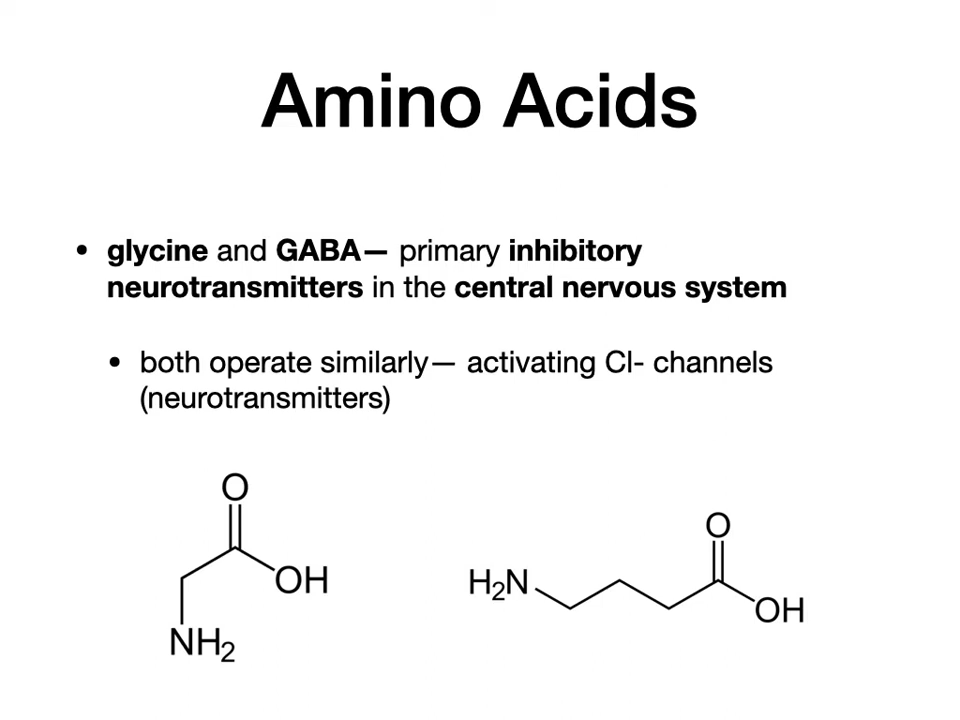 Amino Acids
• glycine and GABA— primary inhibitory
neurotransmitters in the central nervous system
• both operate similarly— activating Cl- channels
(neurotransmitters)
O
OH
NH2
O
H2N
OH